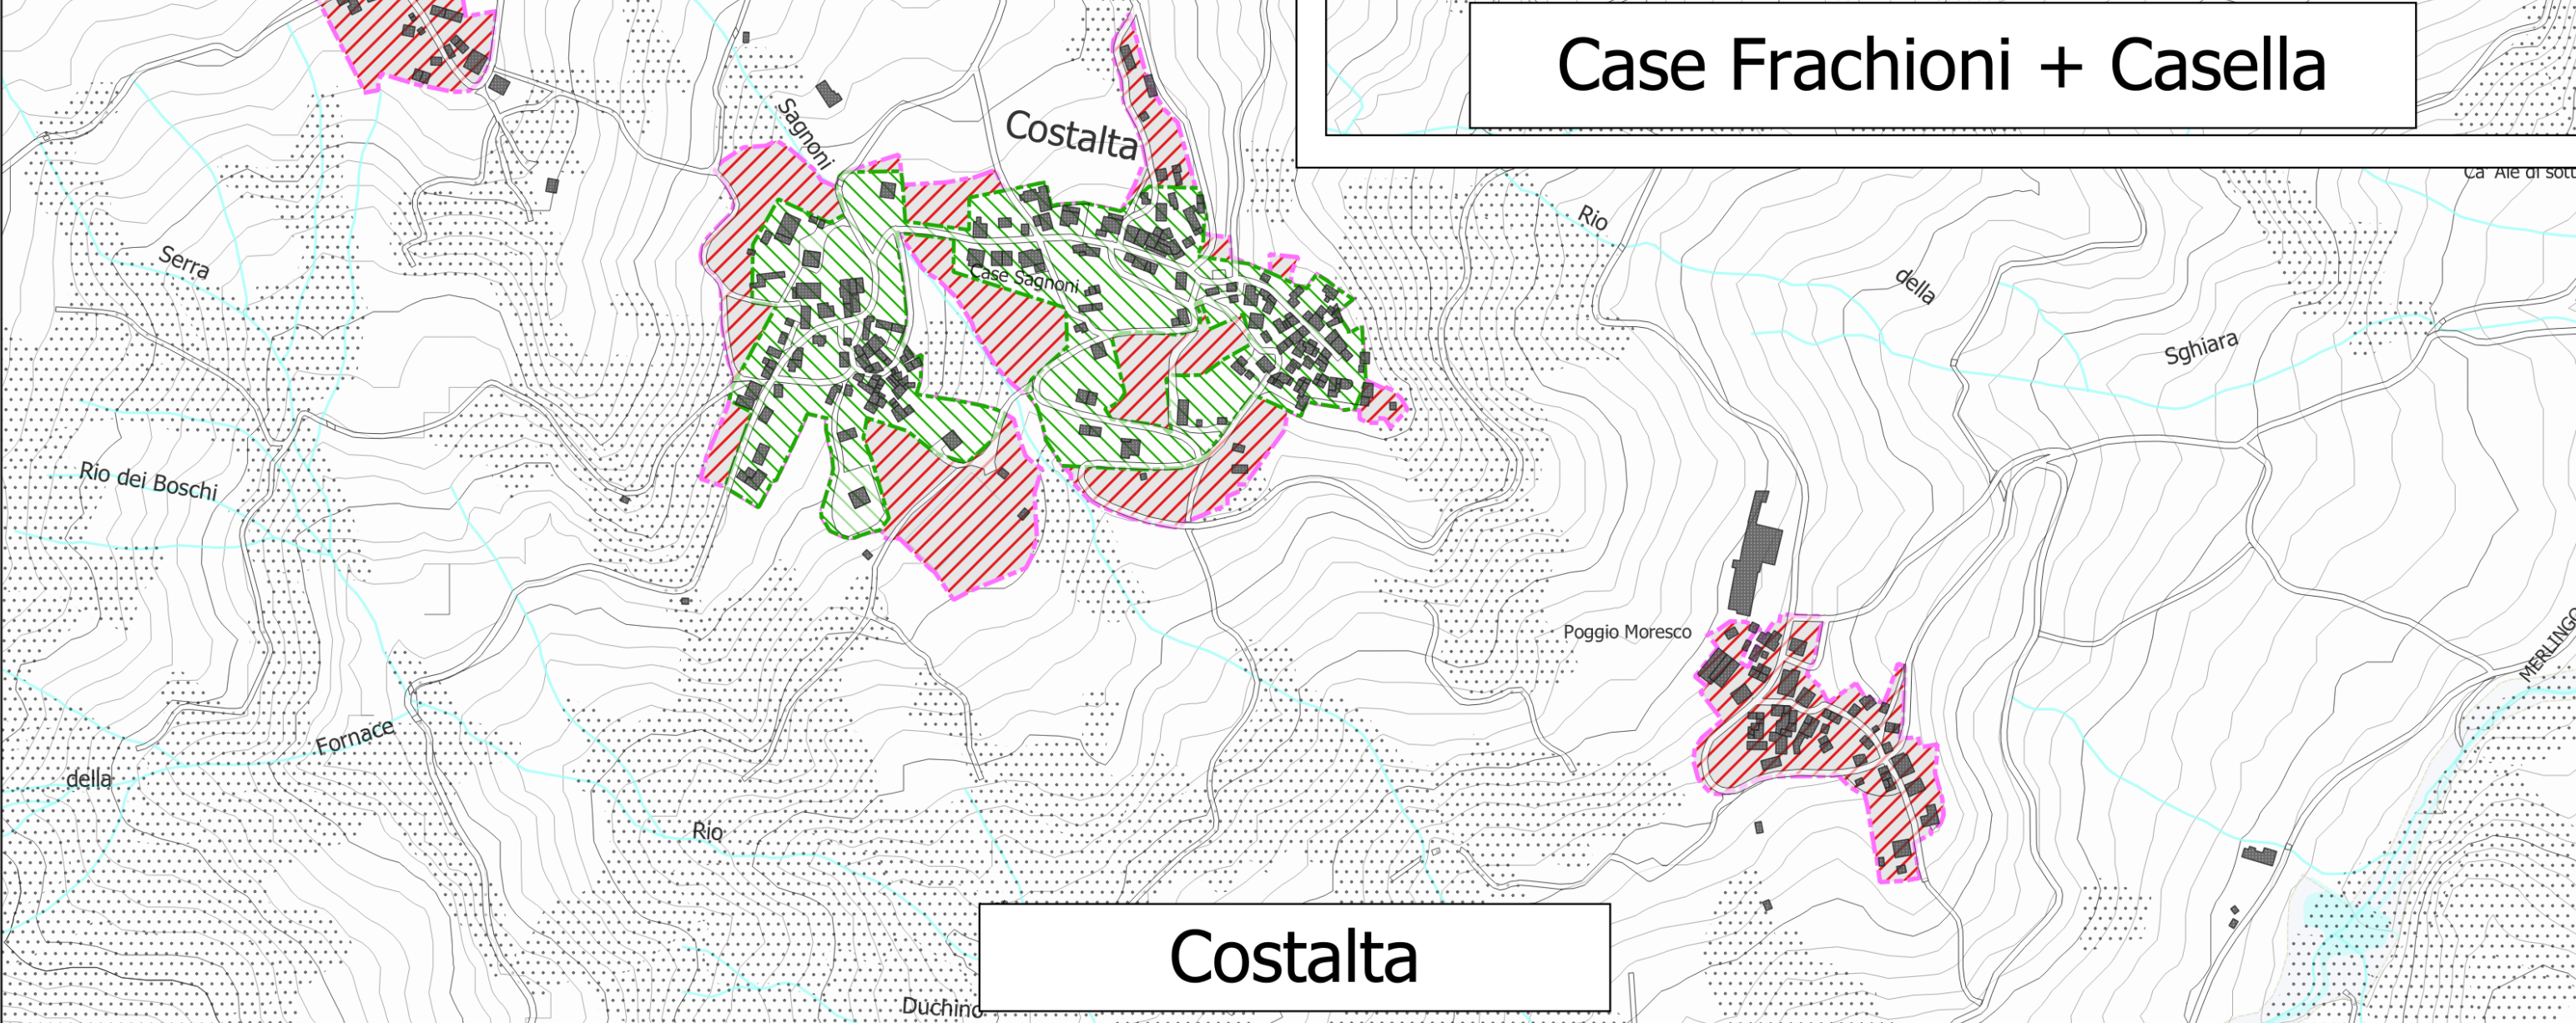 Case Frachioni + Casella
Sagnoni
Costalta
Ca' Ale di sott
Rio
della
Serra
Case Sagnoni
Sghiara
Rio dei Boschi
Poggio Moresco
MERLINGO
Fornace
della
Rio
Costalta
Duchino